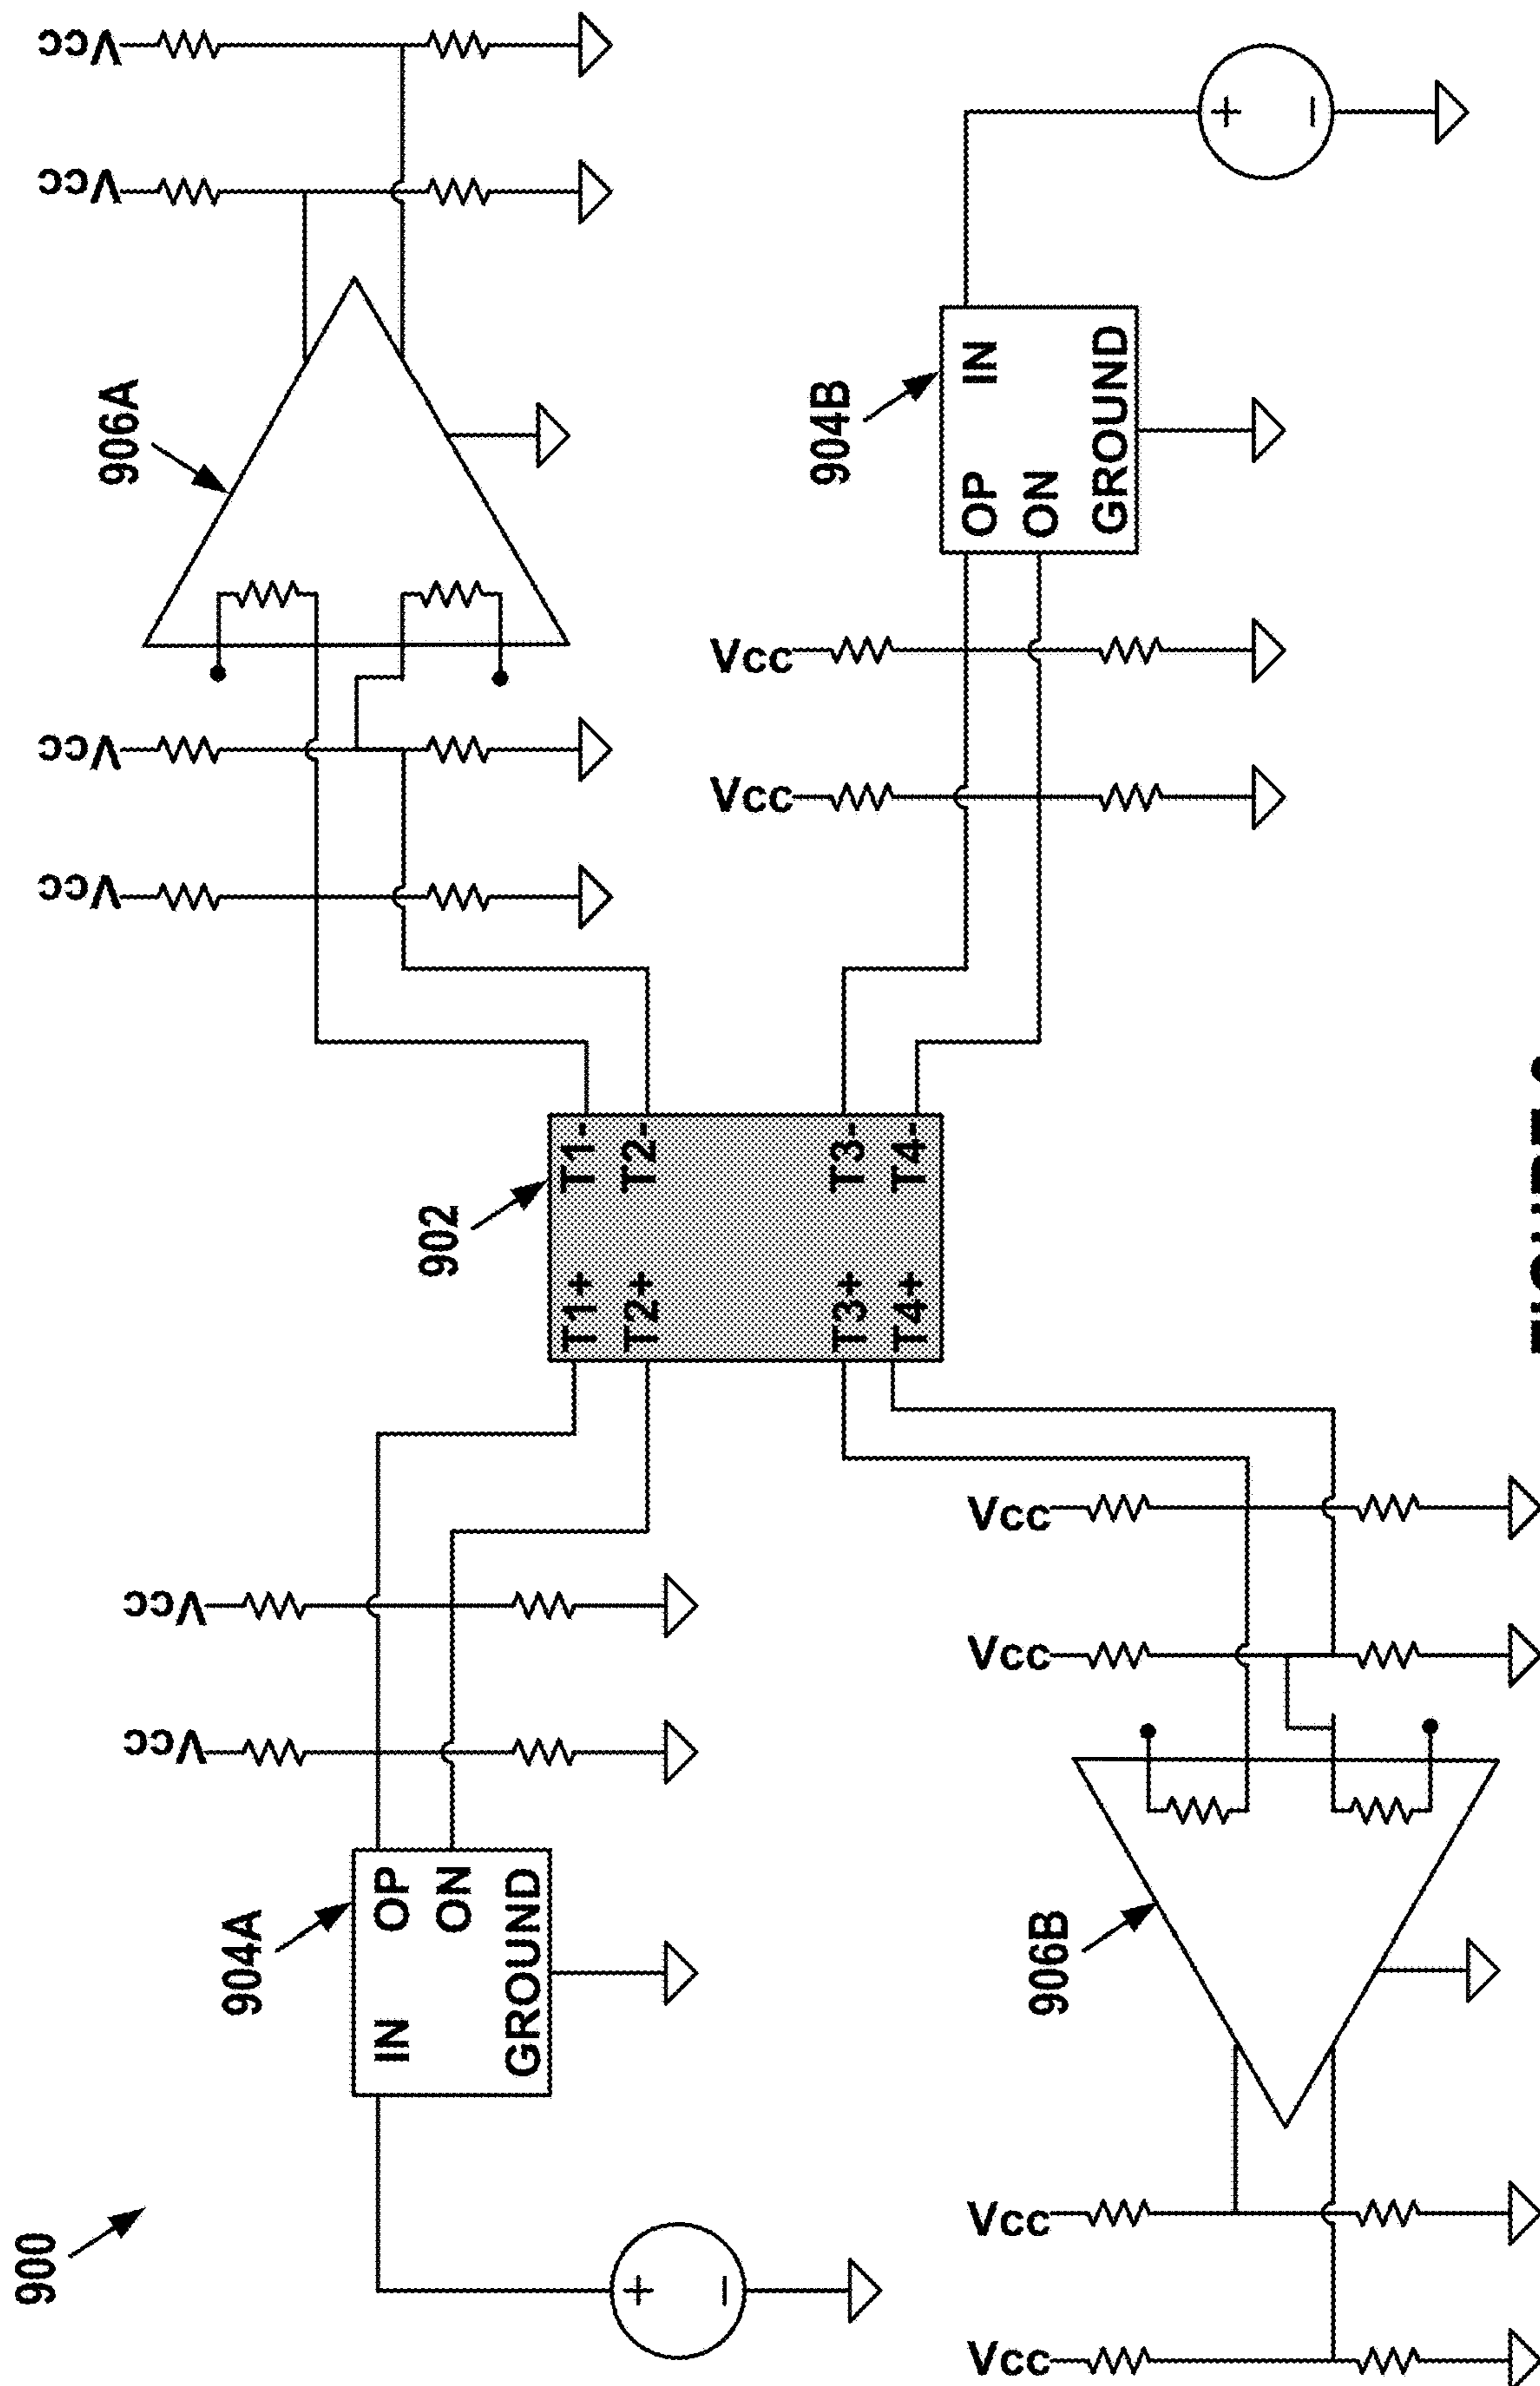 900
Vcc
Vcc
Vcc
Vcc
906A
Vcc
Vcc
904A
IN OP
ON
GROUND
902
T1+ T1-
T2+ T2-
T3+ T3-
T4+ T4-
Vcc
Vcc
904B
OP IN
ON
GROUND
Vcc
Vcc
Vcc
Vcc
906B